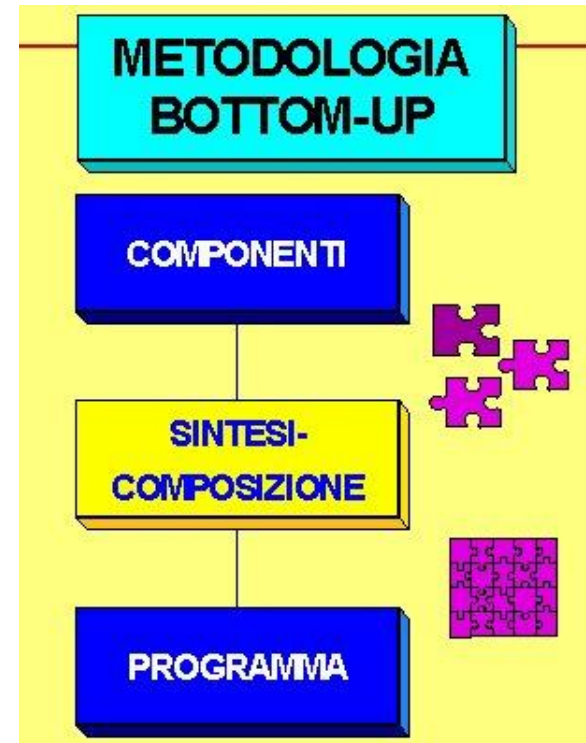 METODOLOGIA
BOTTOM-UP
COMPONENTI
SINTESI-
COMPOSIZIONE
PROGRAMMA